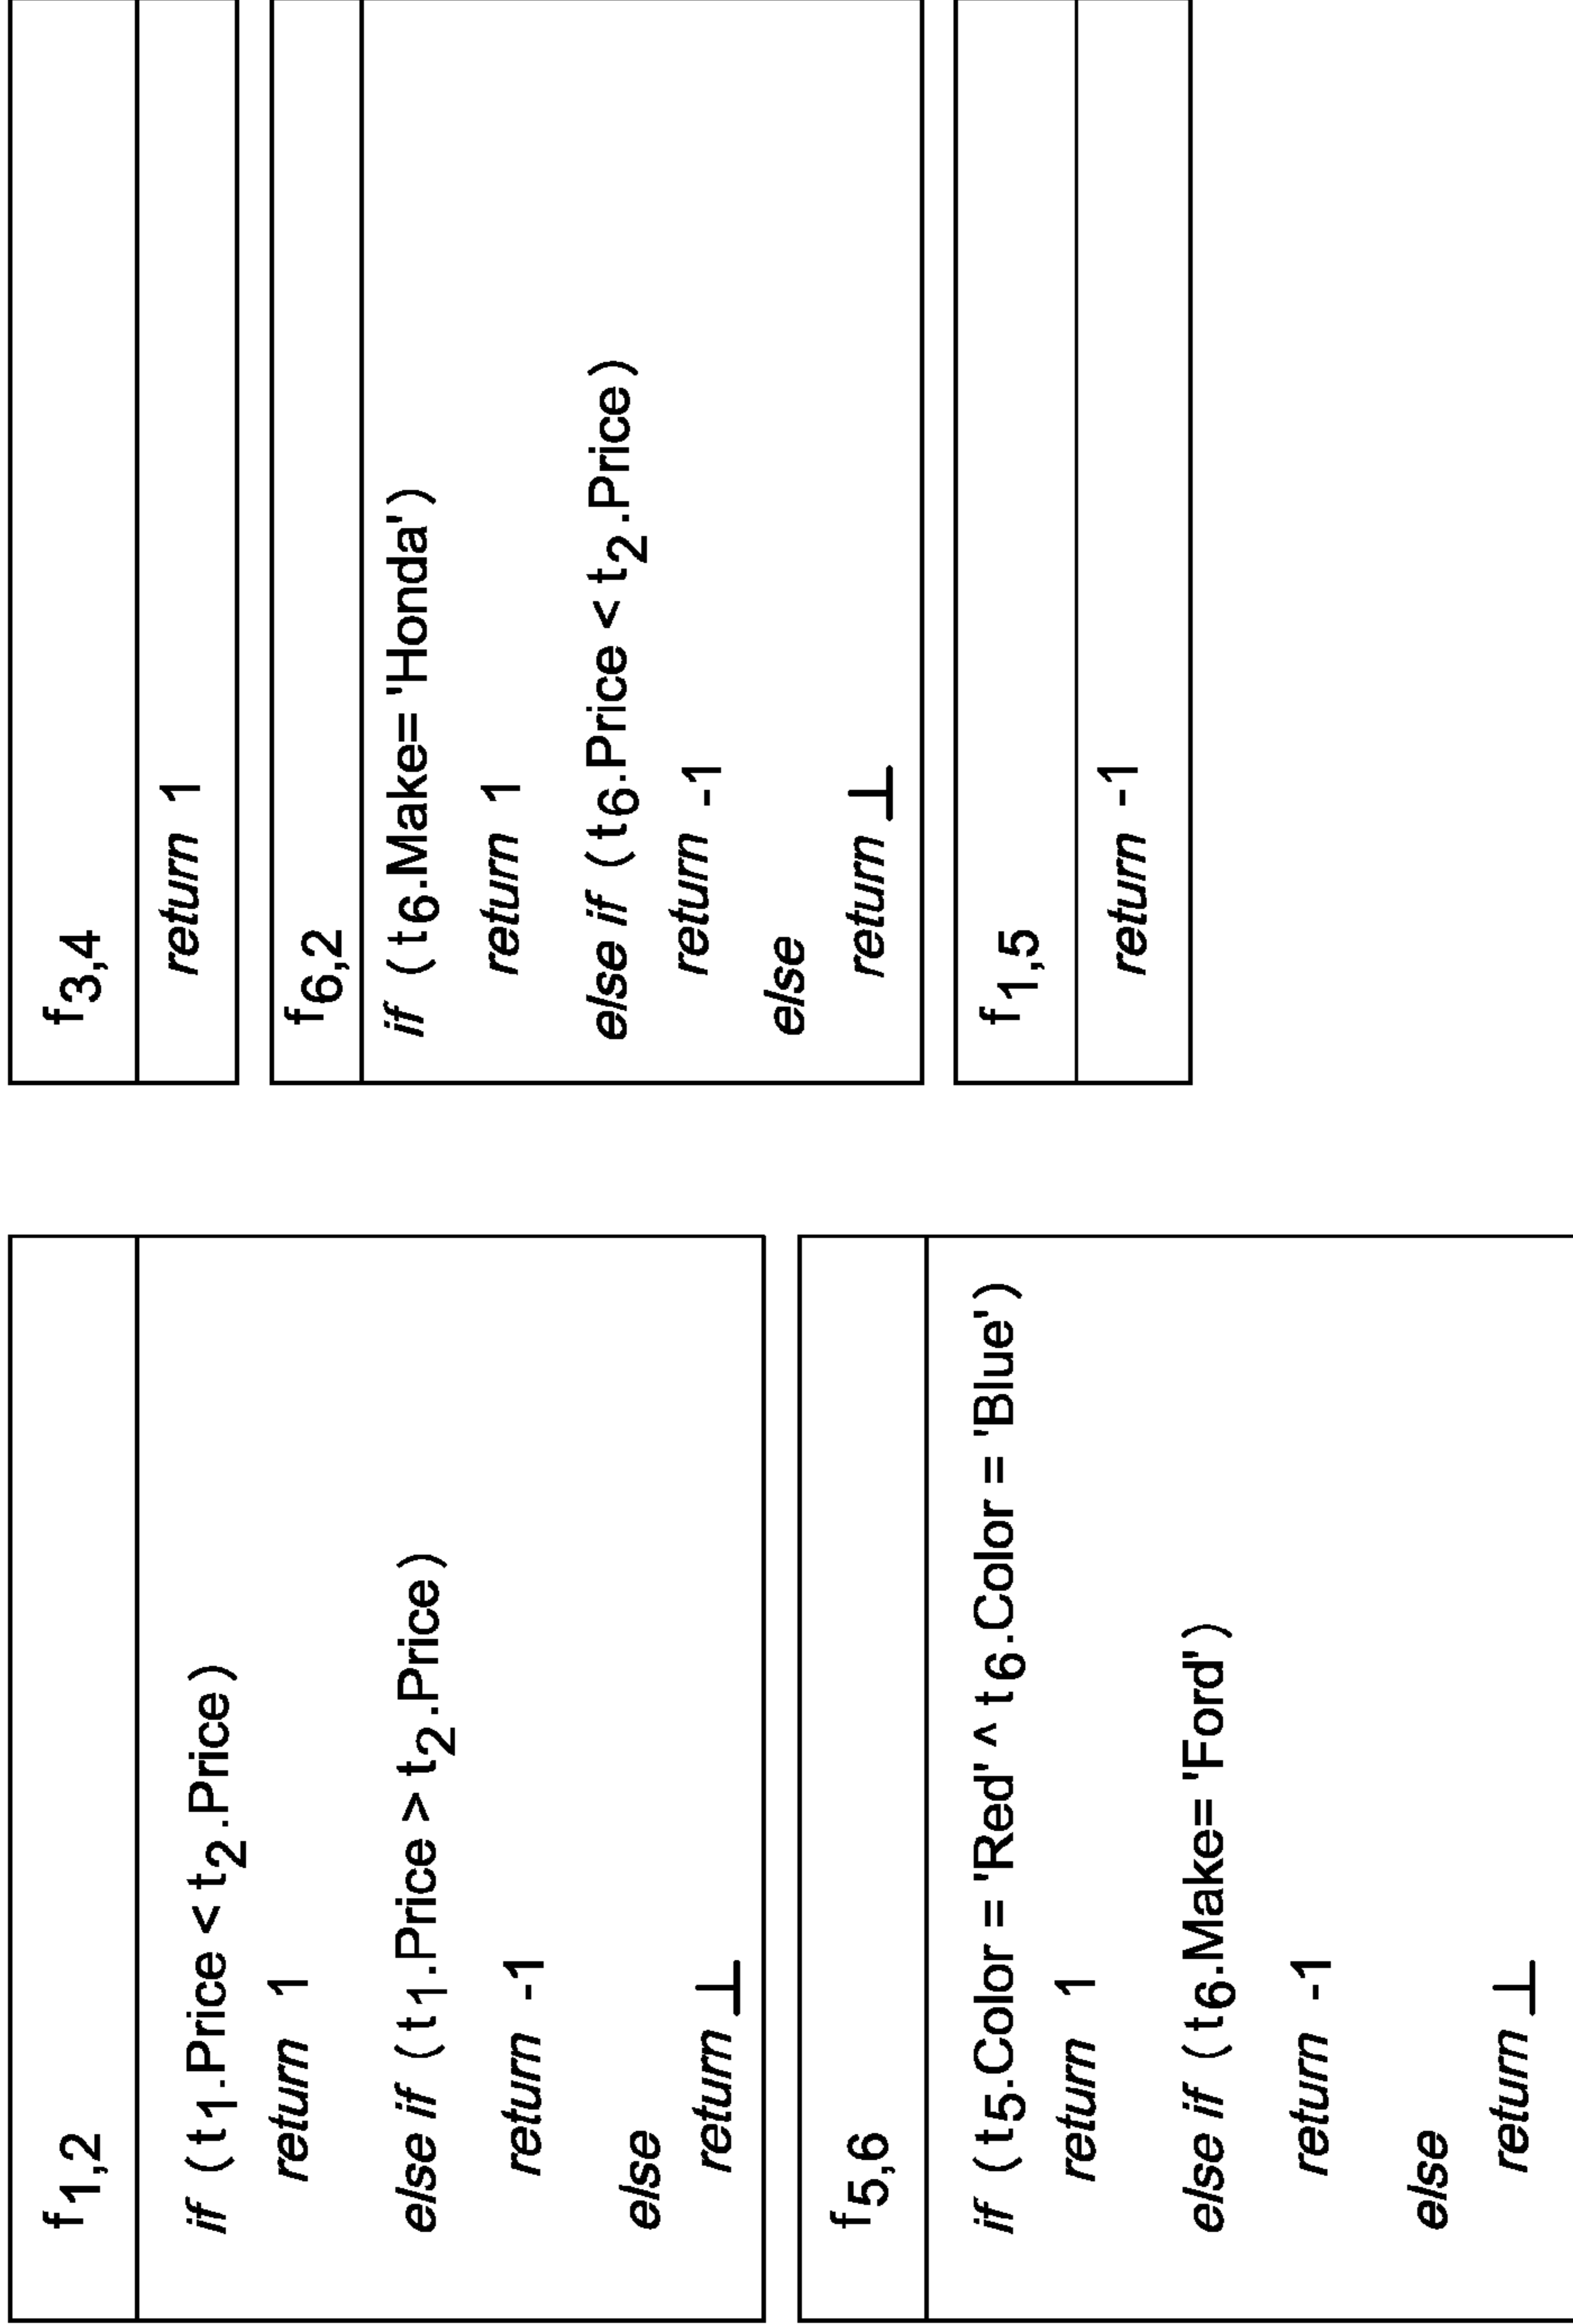 f1,2
if (t1.Price < t2.Price)
return 1
else if (t1.Price > t2.Price)
return -1
else
return ⊥
f5,6
if (t5.Color = 'Red' ^ t6.Color = 'Blue')
return 1
else if (t6.Make= 'Ford')
return -1
else
return ⊥
f3,4
return 1
f6,2
if (t6.Make= 'Honda')
return 1
else if (t6.Price < t2.Price)
return -1
else
return ⊥
f1,5
return -1